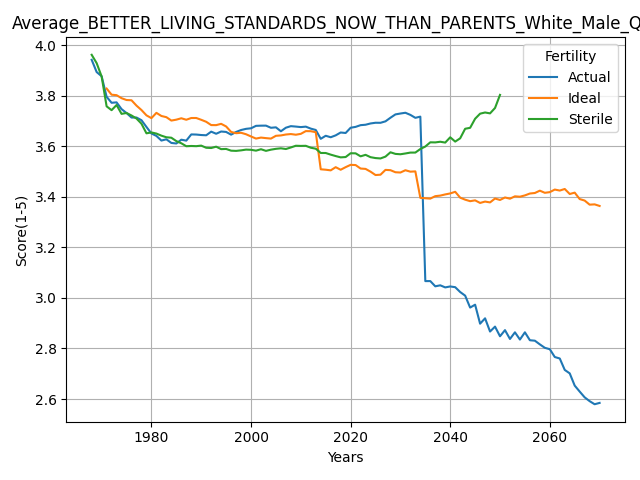 Average_BETTER_LIVING_STANDARDS_NOW_THAN_PARENTS_White_Male_Q
Fertility
Actual
Ideal
Sterile
4.0
3.8
3.6
3.4
3.2
3.0
2.8
2.6
Score(1-5)
1980 2000 2020 2040 2060
Years